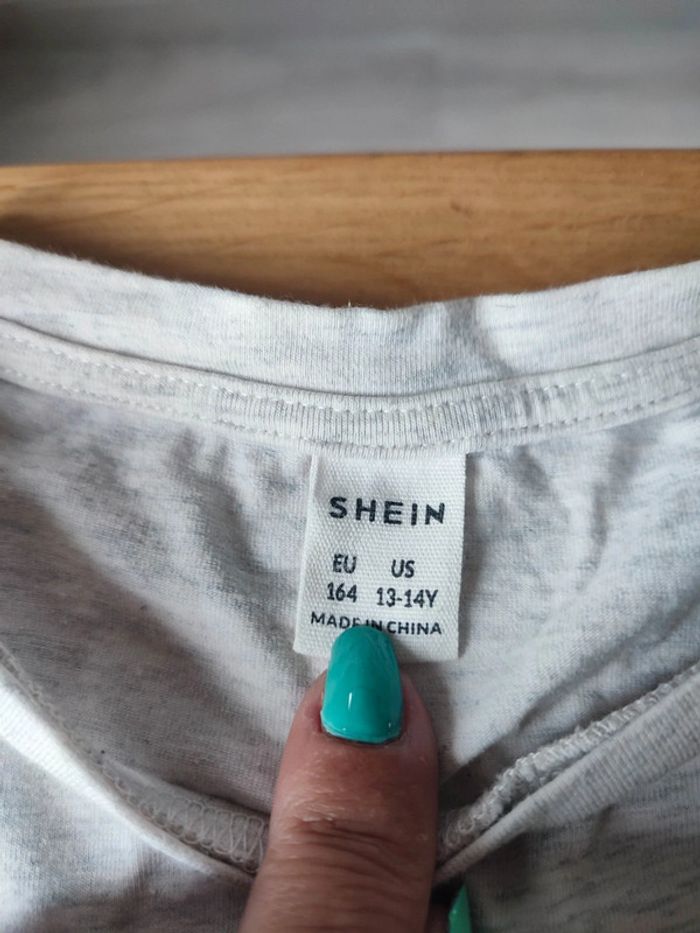 SHEIN
EU US
164 13-14Y
MADE IN CHINA